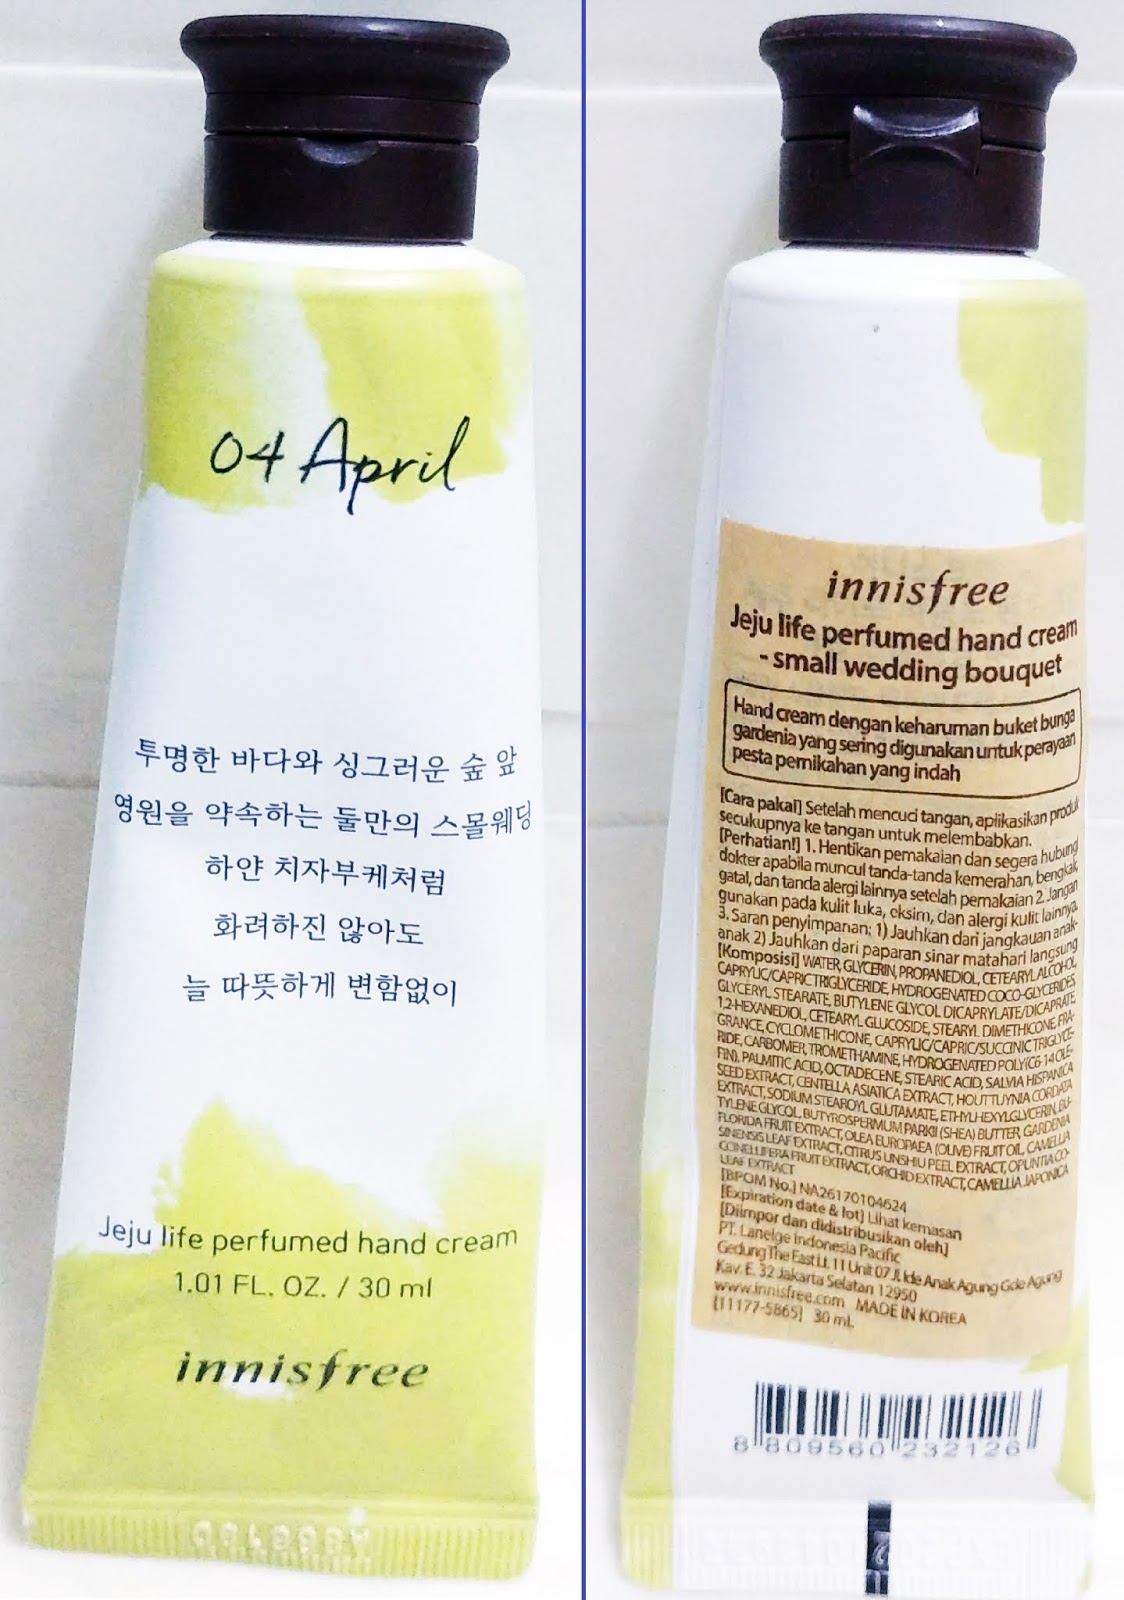 04 April
투명한 바다와 싱그러운 숲 앞
영원을 약속하는 둘만의 스몰웨딩
하얀 치자부케처럼
화려하진 않아도
늘 따뜻하게 변함없이
Jeju life perfumed hand cream
1.01 FL. OZ. / 30 ml
innisfree
innisfree
Jeju life perfumed hand cream
- small wedding bouquet
Hand cream dengan keharuman buket bunga
gardenia yang sering digunakan untuk perayaan
pesta pernikahan yang indah
[Cara pakai] Setelah mencuci tangan, aplikasikan produk
secukupnya ke tangan untuk melembabkan.
[Perhatian!] 1. Hentikan pemakaian dan segera hubungi
dokter apabila muncul tanda-tanda kemerahan, bengkak,
gatal, dan tanda alergi lainnya setelah pemakaian 2. Jangan
gunakan pada kulit luka, eksim, dan alergi kulit lainnya.
3. Saran penyimpanan: 1) Jauhkan dari jangkauan anak-
anak 2) Jauhkan dari paparan sinar matahari langsung
[Komposisi] WATER, GLYCERIN, PROPANEDIOL, CETEARYL ALCOHOL,
CAPRYLIC/CAPRIC TRIGLYCERIDE, HYDROGENATED COCO-GLYCERIDES,
GLYCERYL STEARATE, BUTYLENE GLYCOL DICAPRYLATE/DICAPRATE,
1,2-HEXANEDIOL, CETEARYL GLUCOSIDE, STEARYL DIMETHICONE, FRA-
GRANCE, CYCLOMETHICONE, CAPRYLIC/CAPRIC/SUCCINIC TRIGLYCE-
RIDE, CARBOMER, TROMETHAMINE, HYDROGENATED POLY(C6-14 OLE-
FIN), PALMITIC ACID, OCTADECENE, STEARIC ACID, SALVIA HISPANICA
SEED EXTRACT, CENTELLA ASIATICA EXTRACT, HOUTTUYNIA CORDATA
EXTRACT, SODIUM STEAROYL GLUTAMATE, ETHYLHEXYLGLYCERIN, BU-
TYLENE GLYCOL, BUTYROSPERMUM PARKII (SHEA) BUTTER, GARDENIA
FLORIDA FRUIT EXTRACT, OLEA EUROPAEA (OLIVE) FRUIT OIL, CAMELLIA
SINENSIS LEAF EXTRACT, CITRUS UNSHIU PEEL EXTRACT, OPUNTIA CO-
CCINELLIFERA FRUIT EXTRACT, ORCHID EXTRACT, CAMELLIA JAPONICA
LEAF EXTRACT
[BPOM No.] NA26170104624
[Expiration date & lot] Lihat kemasan
[Diimpor dan didistribusikan oleh]
PT. Laneige Indonesia Pacific
Gedung The East Lt. 11 Unit 07 Jl. Ide Anak Agung Gde Agung
Kav. E. 32 Jakarta Selatan 12950
www.innisfree.com MADE IN KOREA
[11177-5865] 30 mL
8 809560 232126